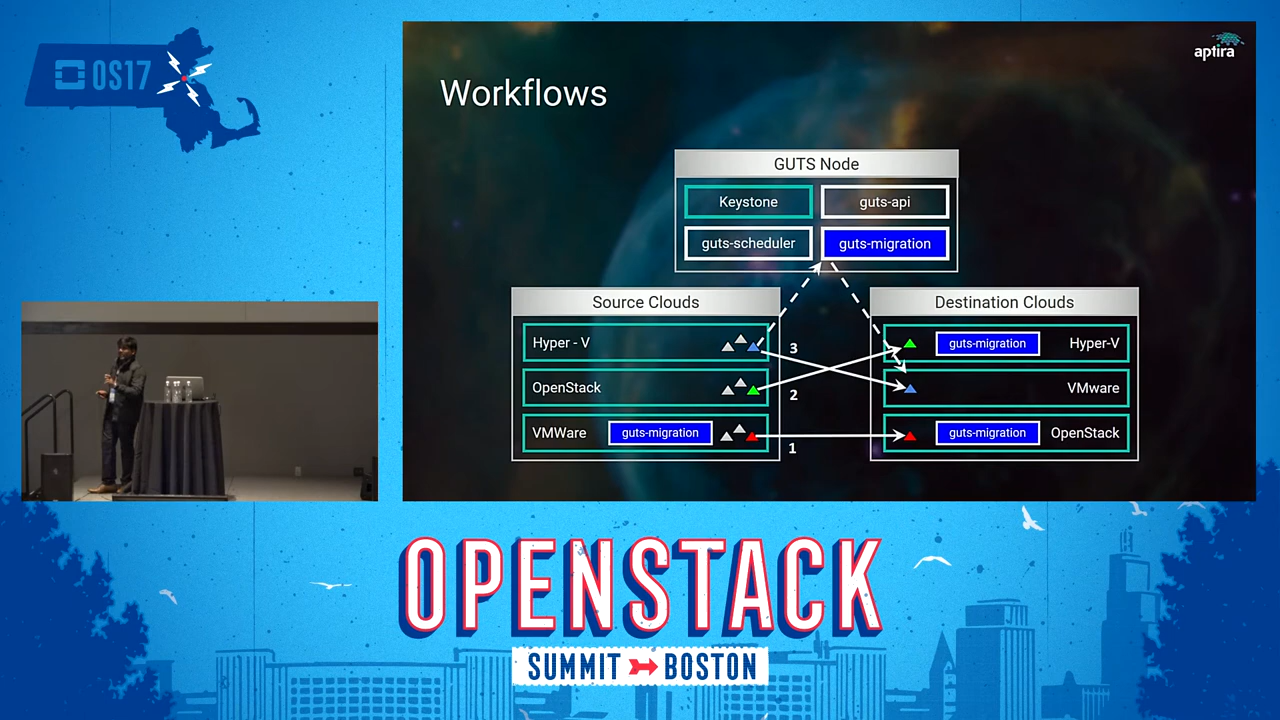 OS17
aptira
Workflows
GUTS Node
Keystone
guts-api
guts-scheduler
guts-migration
Source Clouds
Hyper - V
OpenStack
VMWare
guts-migration
3
2
1
Destination Clouds
guts-migration
Hyper-V
VMware
guts-migration
OpenStack
OPENSTACK
SUMMIT BOSTON